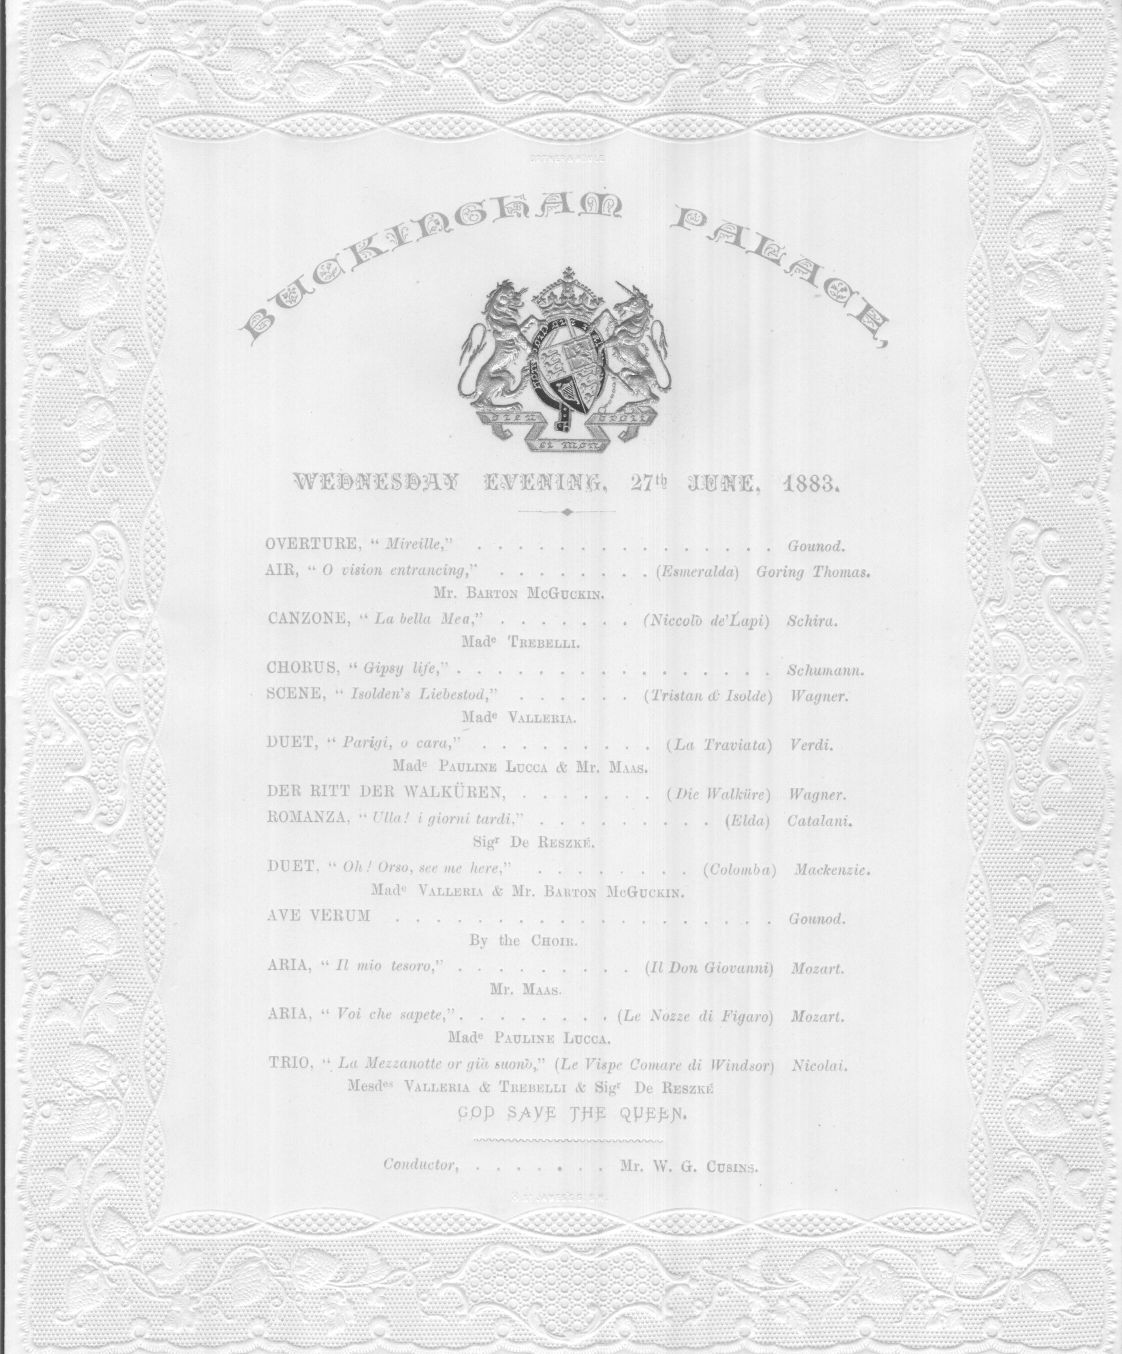 BUCKINGHAM PALACE,
DIEU ET MON DROIT
WEDNESDAY EVENING, 27th JUNE, 1883.
OVERTURE, “ Mireille,” . . . . . . . . . . . . . . . Gounod.
AIR, “ O vision entrancing,” . . . . . . . . (Esmeralda) Goring Thomas.
Mr. BARTON MCGUCKIN.
CANZONE, “ La bella Mea,” . . . . . . . (Niccolò de’Lapi) Schira.
Made TREBELLI.
CHORUS, “ Gipsy life,” . . . . . . . . . . . . . . . . Schumann.
SCENE, “ Isolden’s Liebestod,” . . . . . . (Tristan & Isolde) Wagner.
Made VALLERIA.
DUET, “ Parigi, o cara,” . . . . . . . . . (La Traviata) Verdi.
Made PAULINE LUCCA & Mr. MAAS.
DER RITT DER WALKÜREN, . . . . . . . (Die Walküre) Wagner.
ROMANZA, “ Ulla! i giorni tardi,” . . . . . . . . . (Elda) Catalani.
Sigr De RESZKÉ.
DUET, “ Oh! Orso, see me here,” . . . . . . . . (Colomba) Mackenzie.
Made VALLERIA & Mr. BARTON MCGUCKIN.
AVE VERUM . . . . . . . . . . . . . . . . . . . Gounod.
By the CHOIR.
ARIA, “ Il mio tesoro,” . . . . . . . . . (Il Don Giovanni) Mozart.
Mr. MAAS.
ARIA, “ Voi che sapete,” . . . . . . . . (Le Nozze di Figaro) Mozart.
Made PAULINE LUCCA.
TRIO, “ La Mezzanotte or già suonò,” (Le Vispe Comare di Windsor) Nicolai.
Mesdes VALLERIA & TREBELLI & Sigr De RESZKÉ
GOD SAVE THE QUEEN.
Conductor, . . . . . . . Mr. W. G. CUSINS.